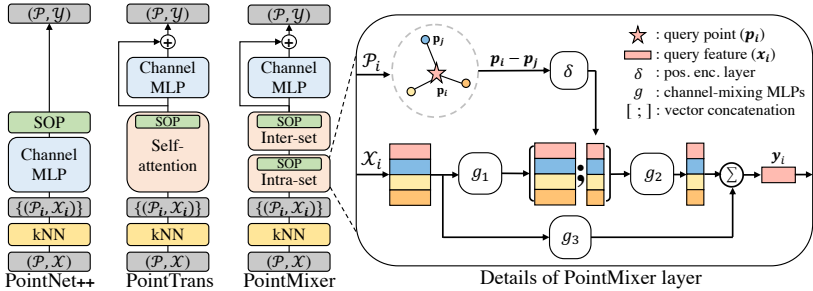 (𝒫, 𝒴)
SOP
Channel
MLP
{(𝒫ᵢ, 𝒳ᵢ)}
kNN
(𝒫, 𝒳)
PointNet++
(𝒫, 𝒴)
+
Channel
MLP
SOP
Self-
attention
{(𝒫ᵢ, 𝒳ᵢ)}
kNN
(𝒫, 𝒳)
PointTrans
(𝒫, 𝒴)
+
Channel
MLP
SOP
Inter-set
SOP
Intra-set
{(𝒫ᵢ, 𝒳ᵢ)}
kNN
(𝒫, 𝒳)
PointMixer
𝒫ᵢ
pⱼ
pᵢ
pᵢ − pⱼ
δ
: query point (pᵢ)
: query feature (xᵢ)
δ : pos. enc. layer
g : channel-mixing MLPs
[ ; ] : vector concatenation
𝒳ᵢ
g₁
[ ; ]
g₂
∑
yᵢ
g₃
Details of PointMixer layer